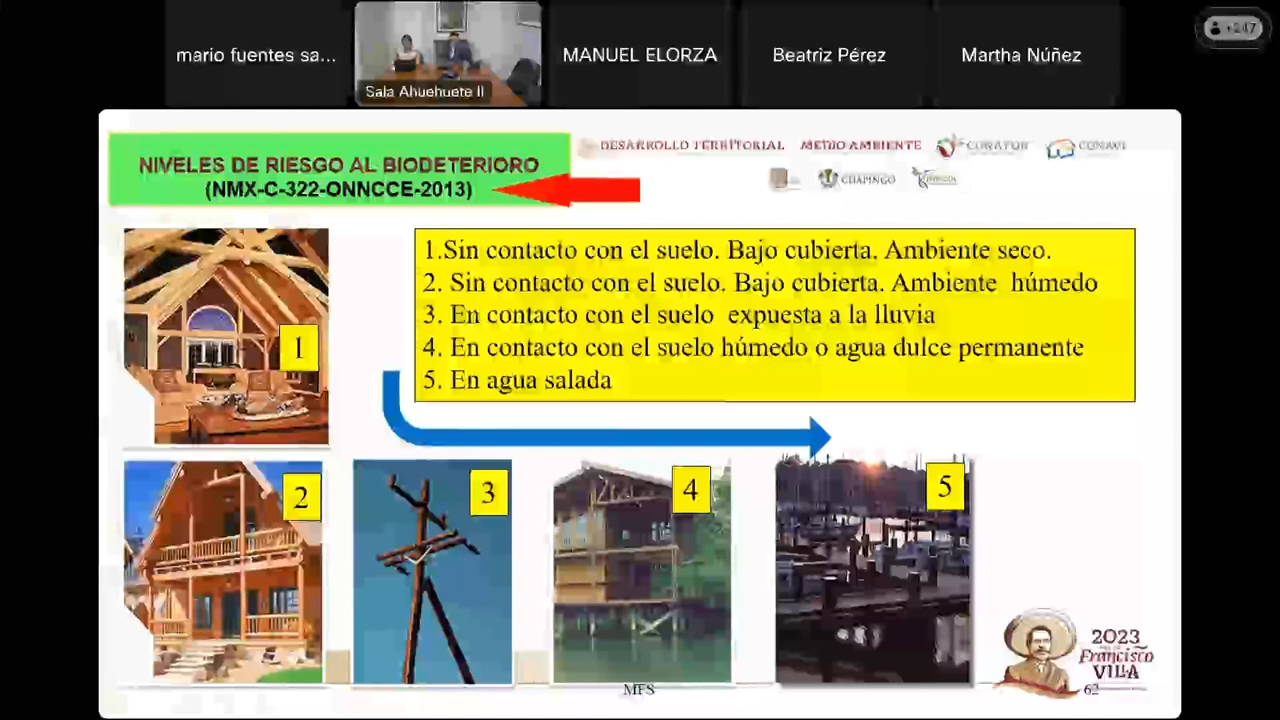 mario fuentes sa...
Sala Ahuehuete II
MANUEL ELORZA
Beatriz Pérez
Martha Núñez
+247
NIVELES DE RIESGO AL BIODETERIORO
(NMX-C-322-ONNCCE-2013)
DESARROLLO TERRITORIAL
MEDIO AMBIENTE
CONAFOR
CONAVI
CHAPINGO
1.Sin contacto con el suelo. Bajo cubierta. Ambiente seco.
2. Sin contacto con el suelo. Bajo cubierta. Ambiente húmedo
3. En contacto con el suelo expuesta a la lluvia
4. En contacto con el suelo húmedo o agua dulce permanente
5. En agua salada
1
2
3
4
5
2023
Francisco
VILLA
MFS
62